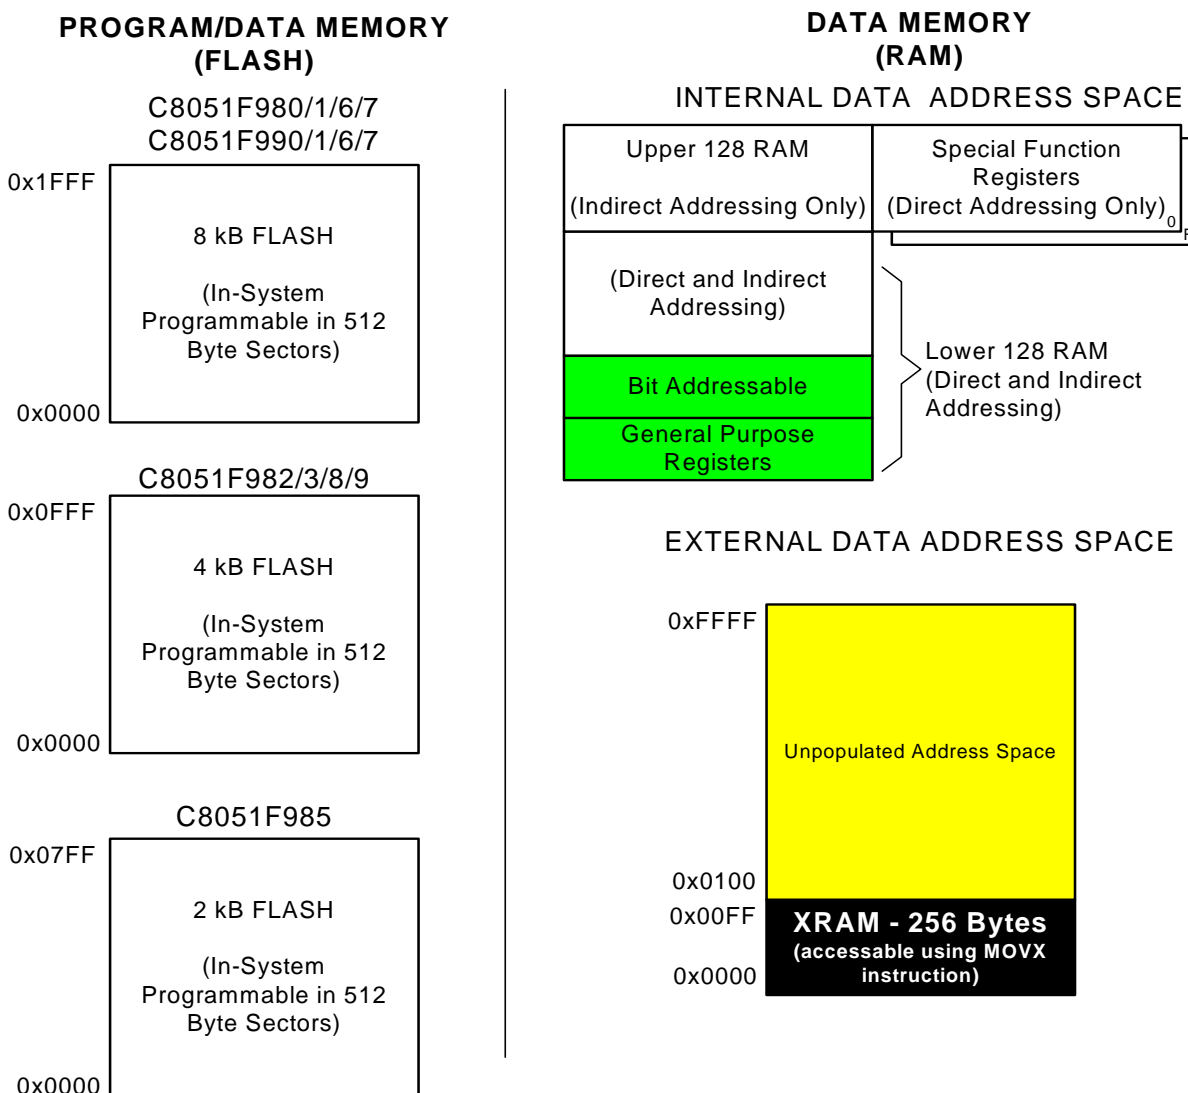 PROGRAM/DATA MEMORY
(FLASH)
C8051F980/1/6/7
C8051F990/1/6/7
0x1FFF
8 kB FLASH
(In-System
Programmable in 512
Byte Sectors)
0x0000
C8051F982/3/8/9
0x0FFF
4 kB FLASH
(In-System
Programmable in 512
Byte Sectors)
0x0000
C8051F985
0x07FF
2 kB FLASH
(In-System
Programmable in 512
Byte Sectors)
0x0000
DATA MEMORY
(RAM)
INTERNAL DATA ADDRESS SPACE
Upper 128 RAM
(Indirect Addressing Only)
Special Function
Registers
(Direct Addressing Only)
0
(Direct and Indirect
Addressing)
Bit Addressable
General Purpose
Registers
Lower 128 RAM
(Direct and Indirect
Addressing)
EXTERNAL DATA ADDRESS SPACE
0xFFFF
Unpopulated Address Space
0x0100
0x00FF
XRAM - 256 Bytes
(accessable using MOVX
instruction)
0x0000